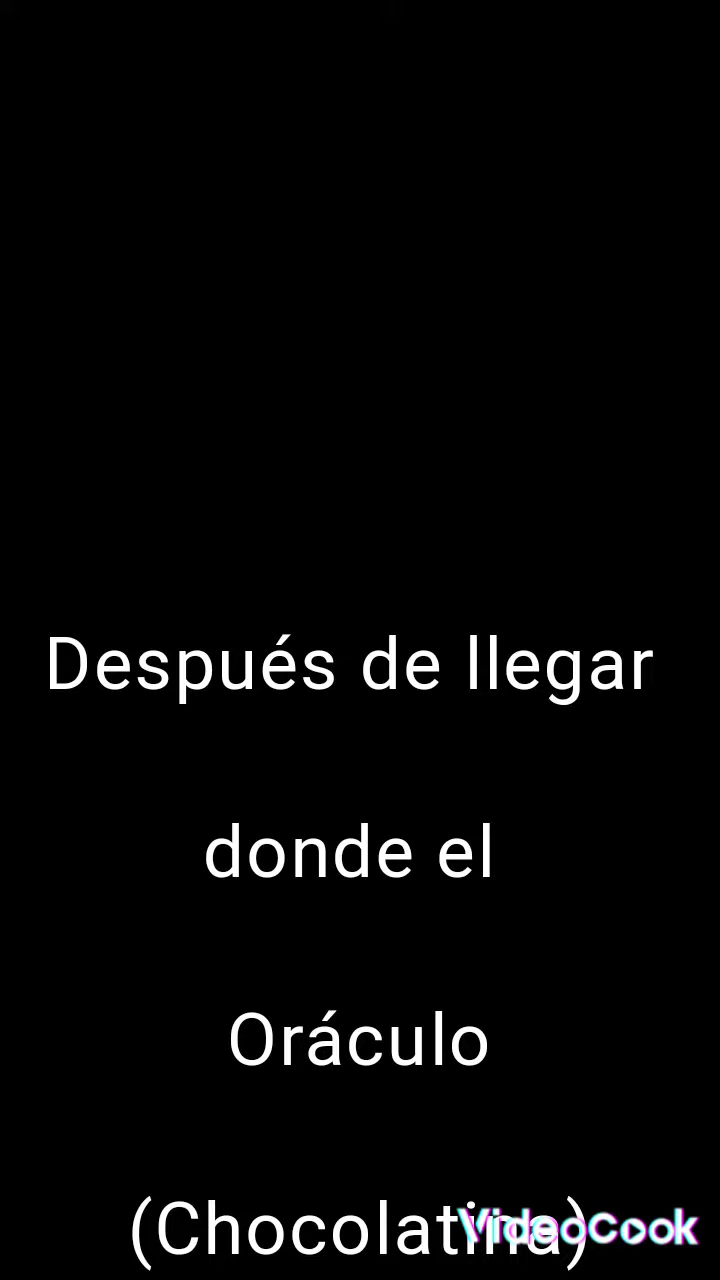 Después de llegar
donde el
Oráculo
(Chocolatina)
VideoCook